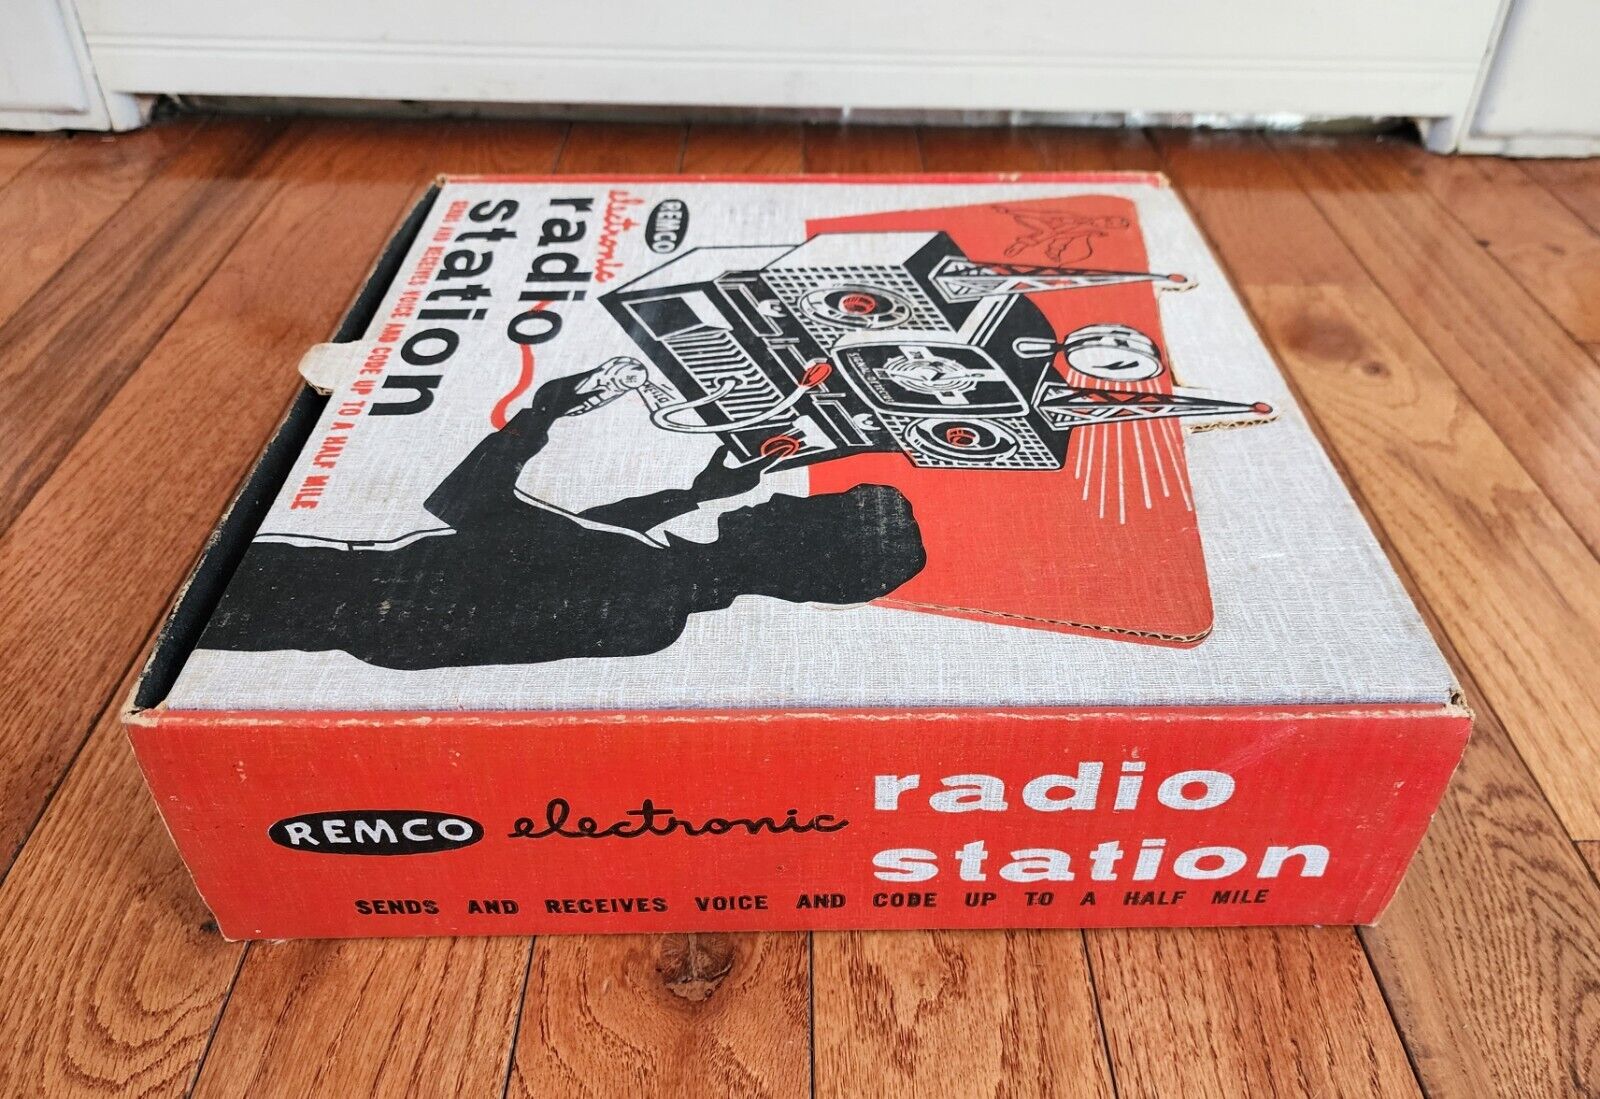 REMCO
electronic
radio
station
SENDS AND RECEIVES VOICE AND CODE UP TO A HALF MILE
REMCO electronic radio
station
SENDS AND RECEIVES VOICE AND CODE UP TO A HALF MILE